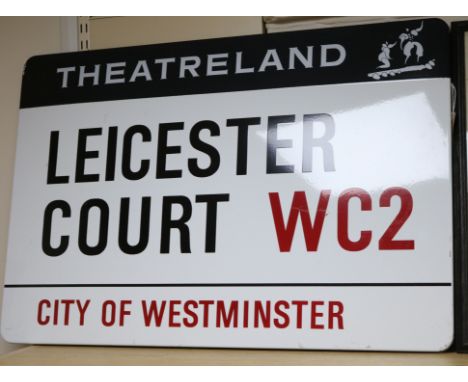 THEATRELAND
LEICESTER
COURT WC2
CITY OF WESTMINSTER